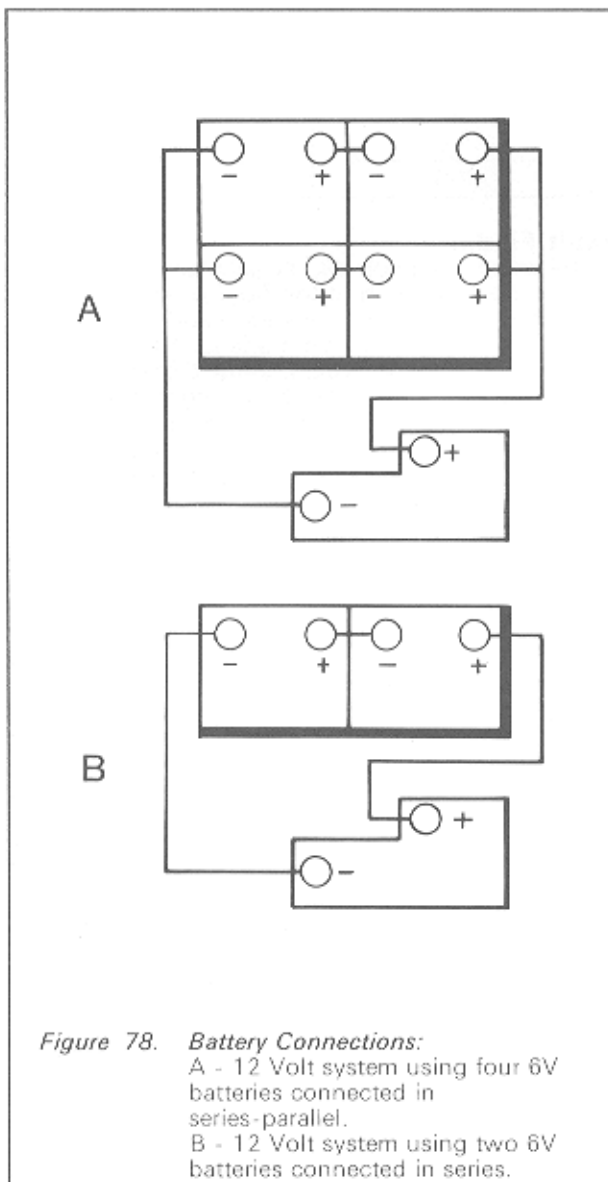 - + - +
- + - +
A
+
-
- + - +
B
+
-
Figure 78. Battery Connections:
A - 12 Volt system using four 6V
batteries connected in
series-parallel.
B - 12 Volt system using two 6V
batteries connected in series.